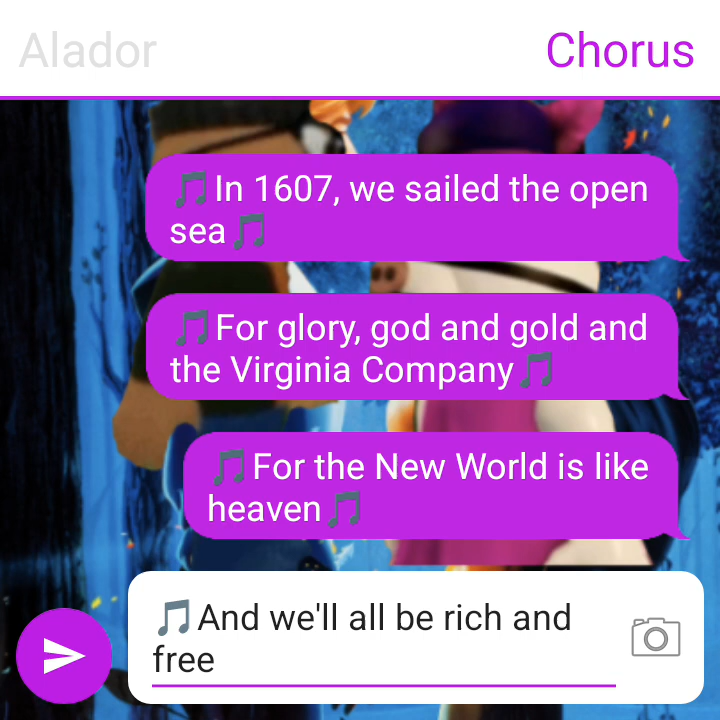 Alador
Chorus
🎵In 1607, we sailed the open
sea🎵
🎵For glory, god and gold and
the Virginia Company🎵
🎵For the New World is like
heaven🎵
🎵And we'll all be rich and
free